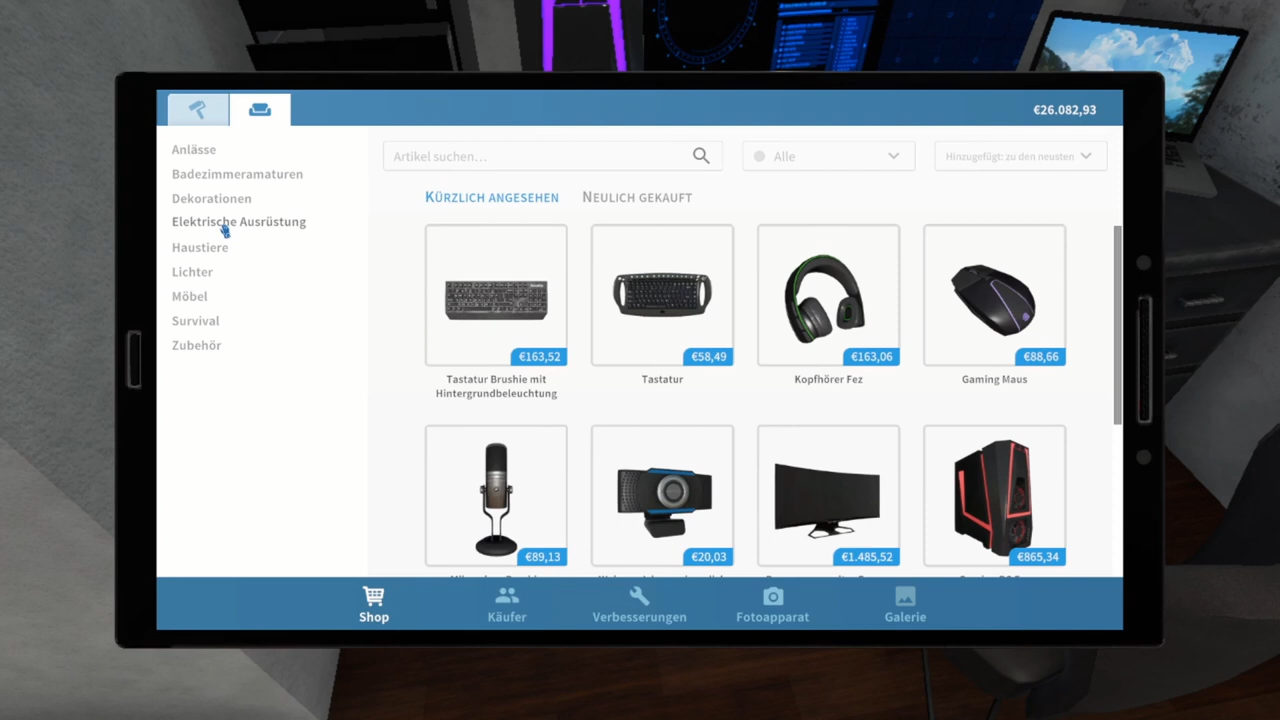 €26.082,93
Anlässe
Badezimmeramaturen
Dekorationen
Elektrische Ausrüstung
Haustiere
Lichter
Möbel
Survival
Zubehör
Artikel suchen…
Alle
Hinzugefügt: zu den neusten
KÜRZLICH ANGESEHEN
NEULICH GEKAUFT
€163,52
€58,49
€163,06
€88,66
Tastatur Brushie mit
Hintergrundbeleuchtung
Tastatur
Kopfhörer Fez
Gaming Maus
€89,13
€20,03
€1.485,52
€865,34
Shop
Käufer
Verbesserungen
Fotoapparat
Galerie